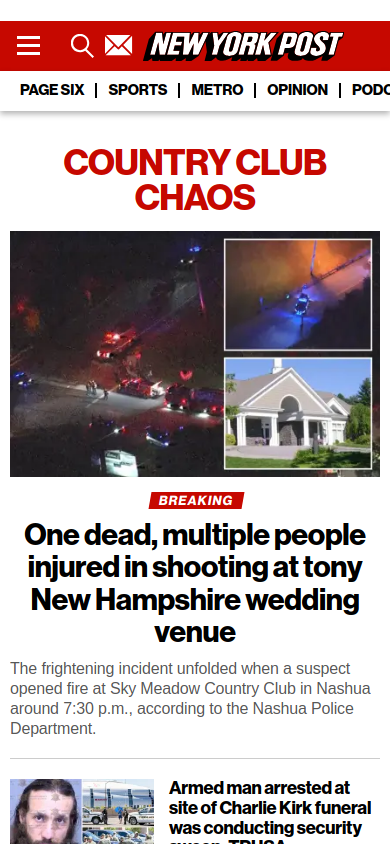 NEW YORK POST
PAGE SIX
SPORTS
METRO
OPINION
PODC
COUNTRY CLUB
CHAOS
BREAKING
One dead, multiple people
injured in shooting at tony
New Hampshire wedding
venue
The frightening incident unfolded when a suspect
opened fire at Sky Meadow Country Club in Nashua
around 7:30 p.m., according to the Nashua Police
Department.
Armed man arrested at
site of Charlie Kirk funeral
was conducting security
sweep, TPUSA